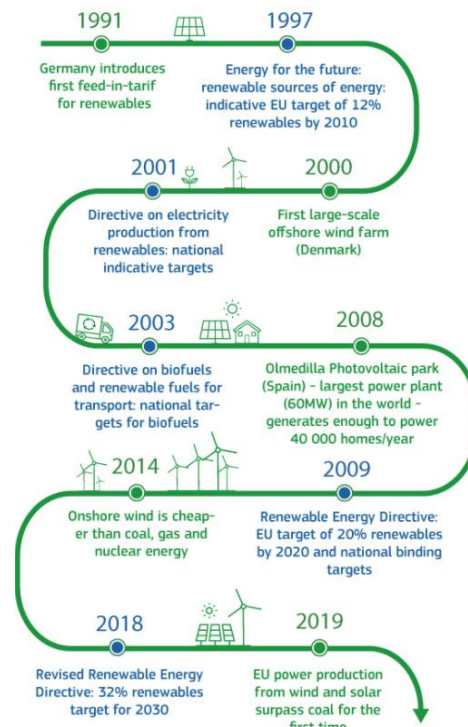 1991
Germany introduces
first feed-in-tarif
for renewables
1997
Energy for the future:
renewable sources of energy:
indicative EU target of 12%
renewables by 2010
2000
First large-scale
offshore wind farm
(Denmark)
2001
Directive on electricity
production from
renewables: national
indicative targets
2003
Directive on biofuels
and renewable fuels for
transport: national tar-
gets for biofuels
2008
Olmedilla Photovoltaic park
(Spain) - largest power plant
(60MW) in the world -
generates enough to power
40 000 homes/year
2009
Renewable Energy Directive:
EU target of 20% renewables
by 2020 and national binding
targets
2014
Onshore wind is cheap-
er than coal, gas and
nuclear energy
2018
Revised Renewable Energy
Directive: 32% renewables
target for 2030
2019
EU power production
from wind and solar
surpass coal for the
first time